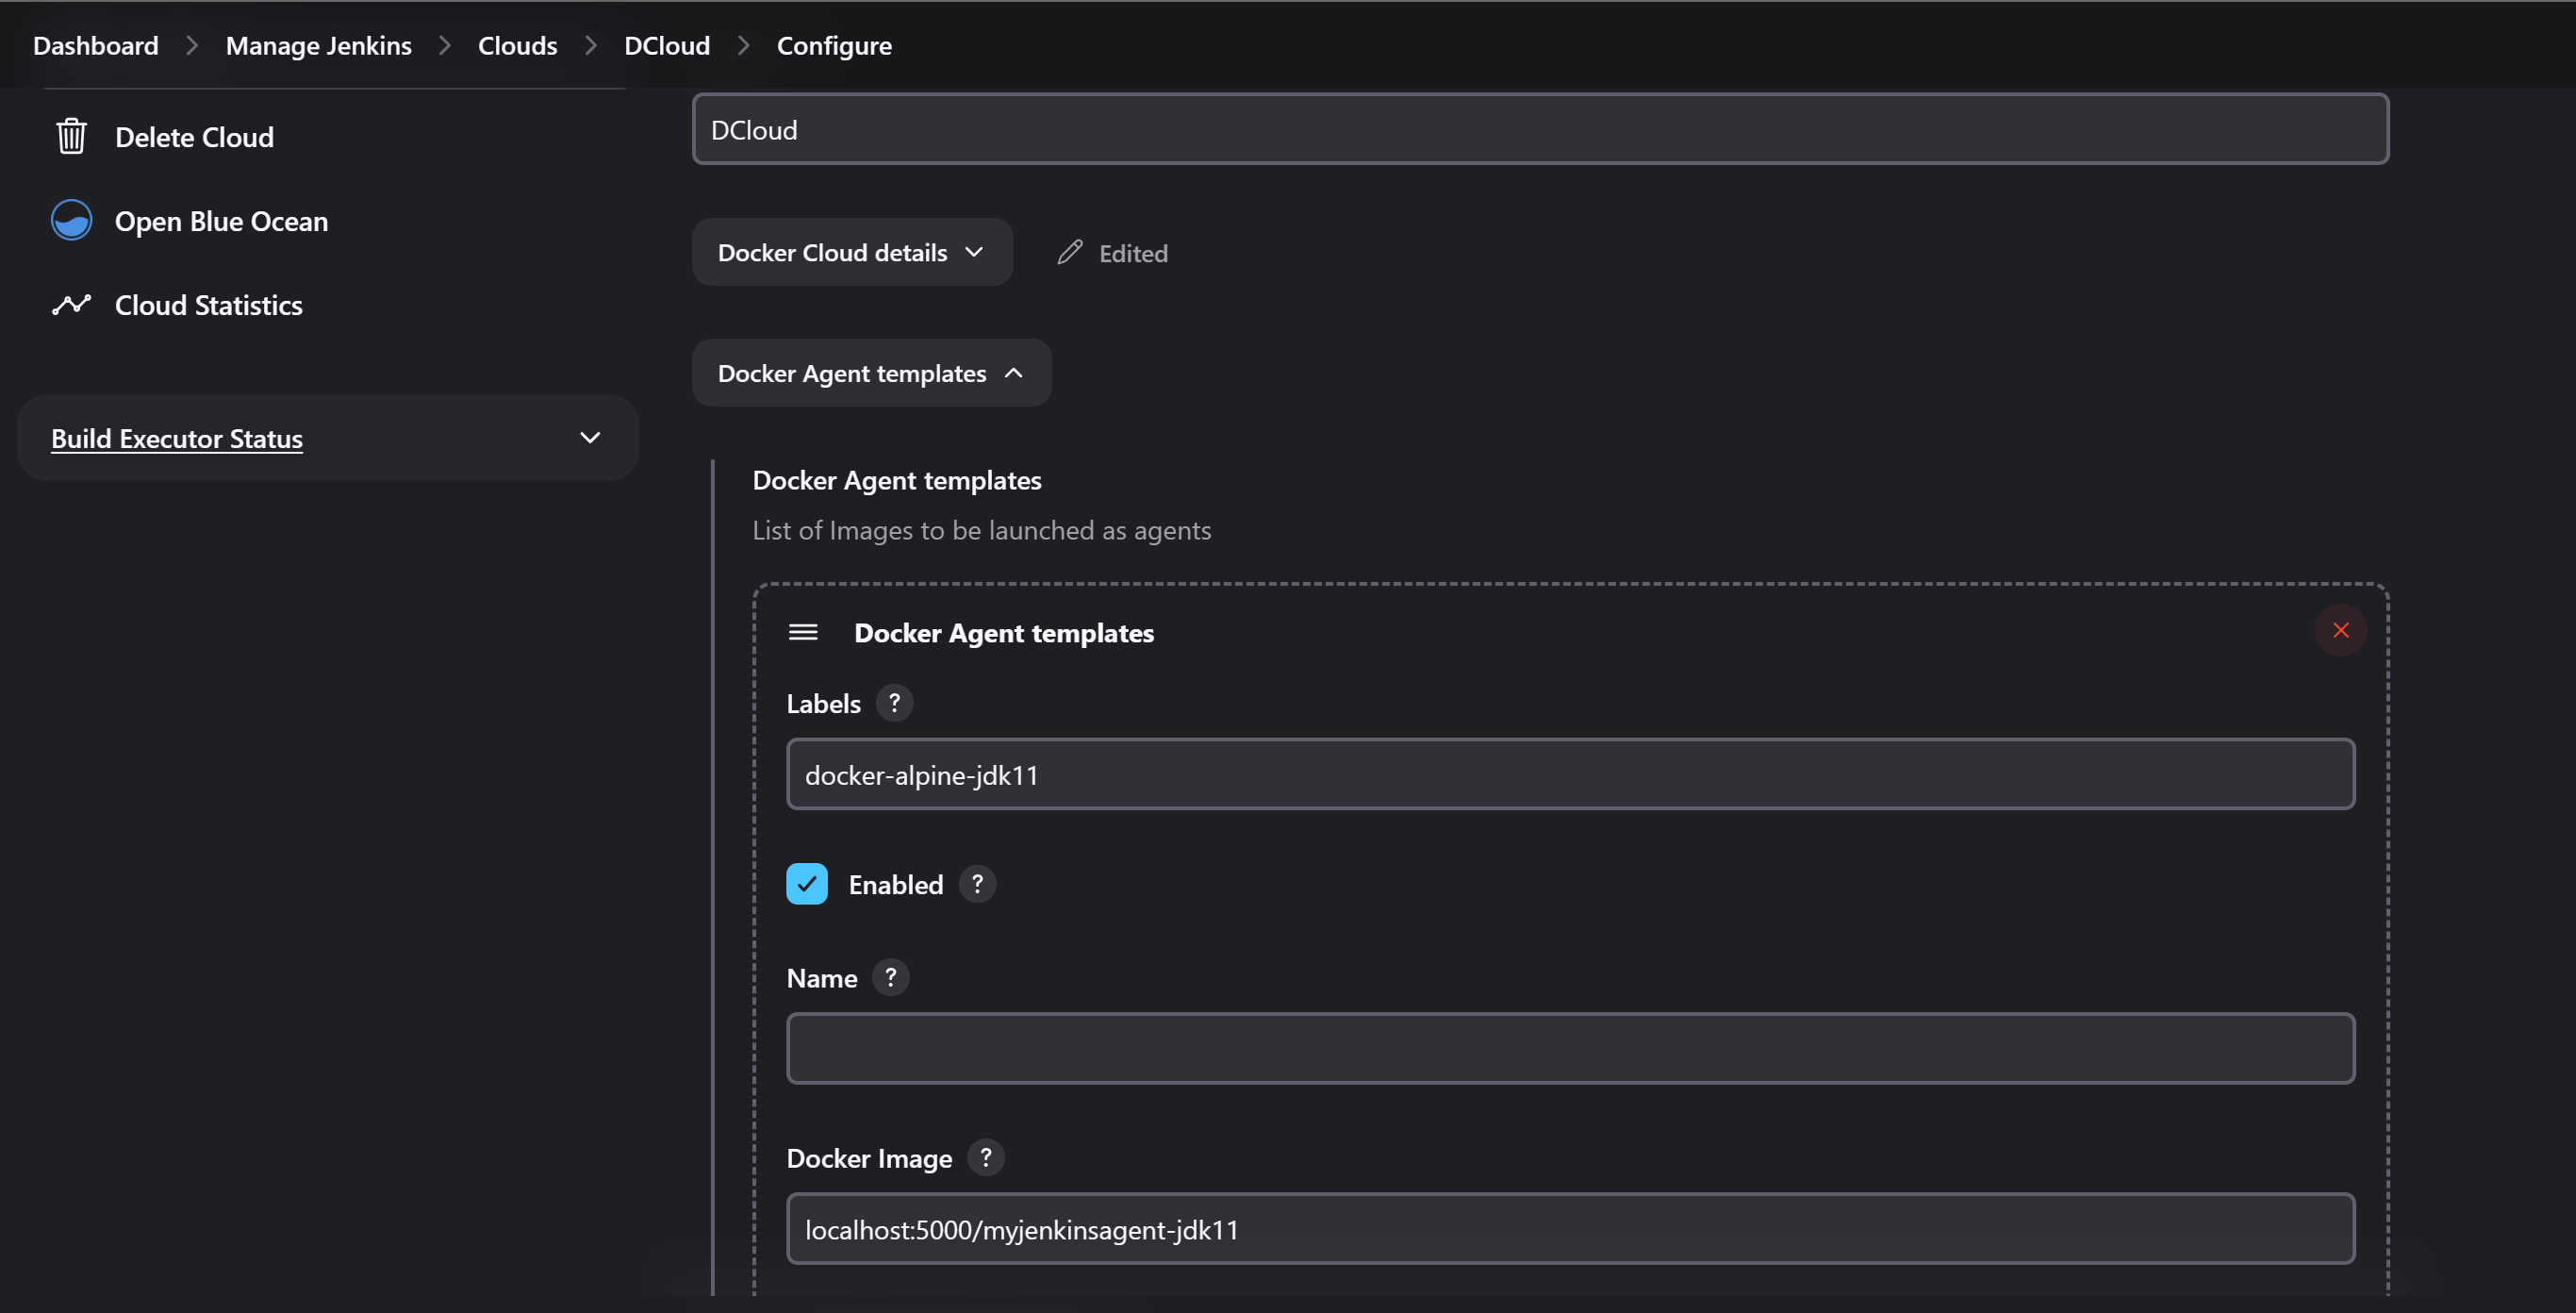 Dashboard > Manage Jenkins > Clouds > DCloud > Configure
Delete Cloud
Open Blue Ocean
Cloud Statistics
Build Executor Status
DCloud
Docker Cloud details
Edited
Docker Agent templates
Docker Agent templates
List of Images to be launched as agents
Docker Agent templates
Labels ?
docker-alpine-jdk11
Enabled ?
Name ?
Docker Image ?
localhost:5000/myjenkinsagent-jdk11